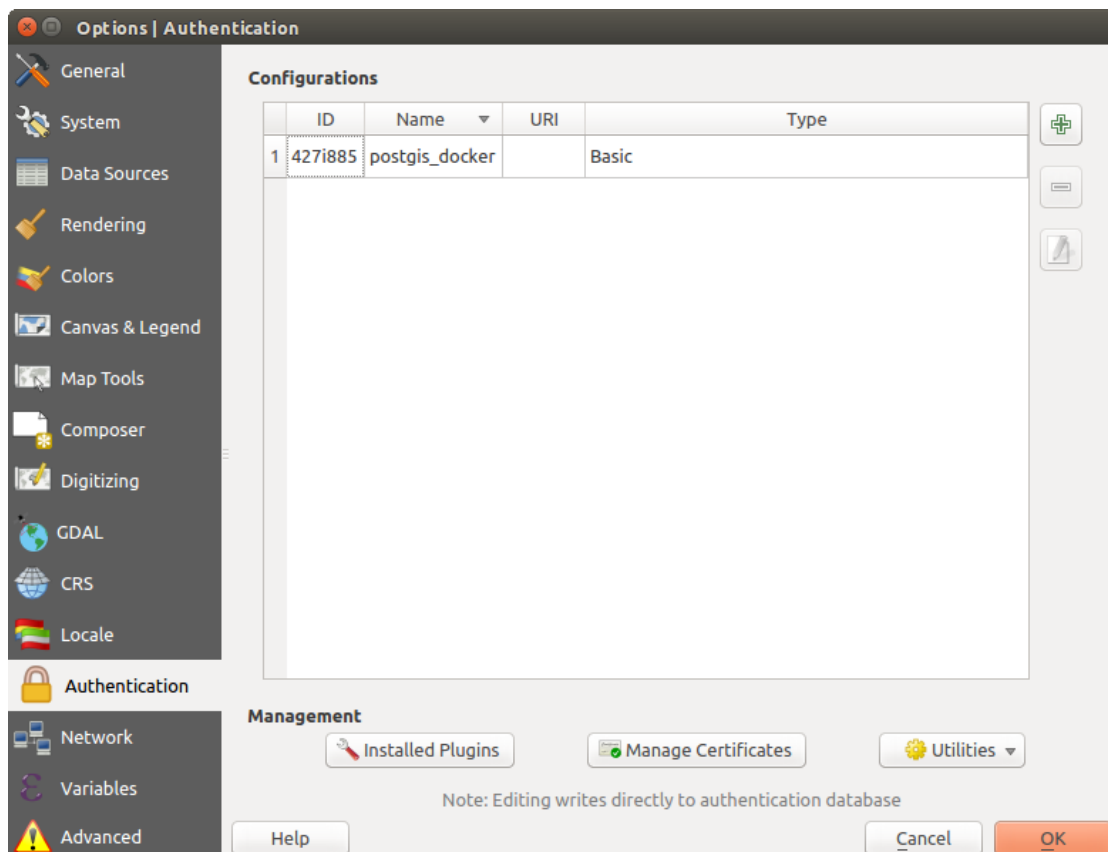 Options | Authentication
General
System
Data Sources
Rendering
Colors
Canvas & Legend
Map Tools
Composer
Digitizing
GDAL
CRS
Locale
Authentication
Network
Variables
Advanced
Configurations
ID Name URI Type
1 427i885 postgis_docker Basic
Management
Installed Plugins Manage Certificates Utilities
Note: Editing writes directly to authentication database
Help Cancel OK